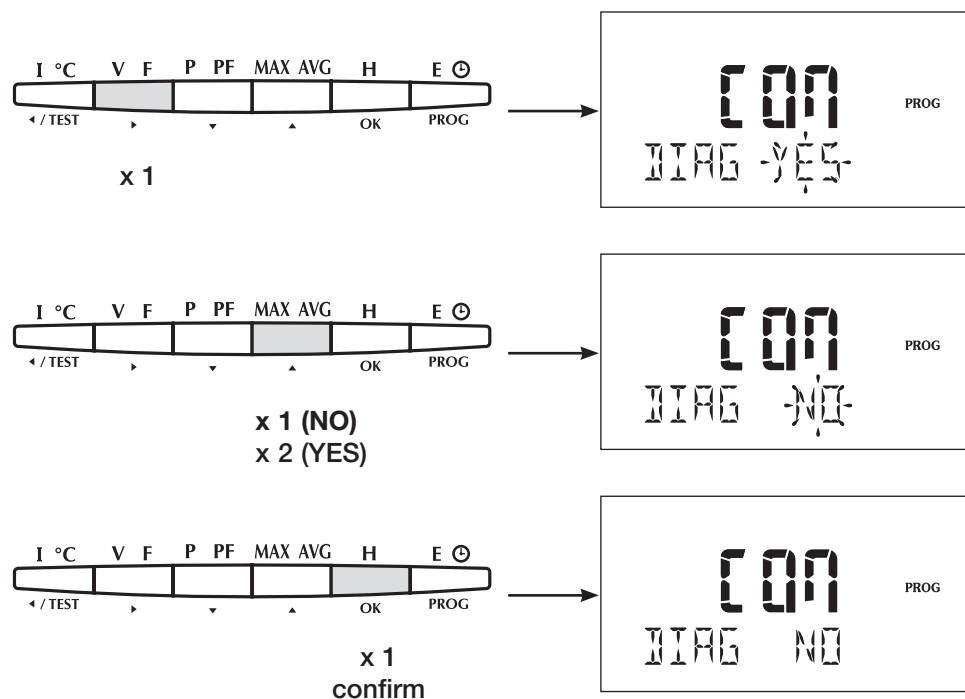 I °C V F P PF MAX AVG H E
/ TEST OK PROG
x 1
COM
PROG
DIAG YES
I °C V F P PF MAX AVG H E
/ TEST OK PROG
x 1 (NO)
x 2 (YES)
COM
PROG
DIAG NO
I °C V F P PF MAX AVG H E
/ TEST OK PROG
x 1
confirm
COM
PROG
DIAG NO